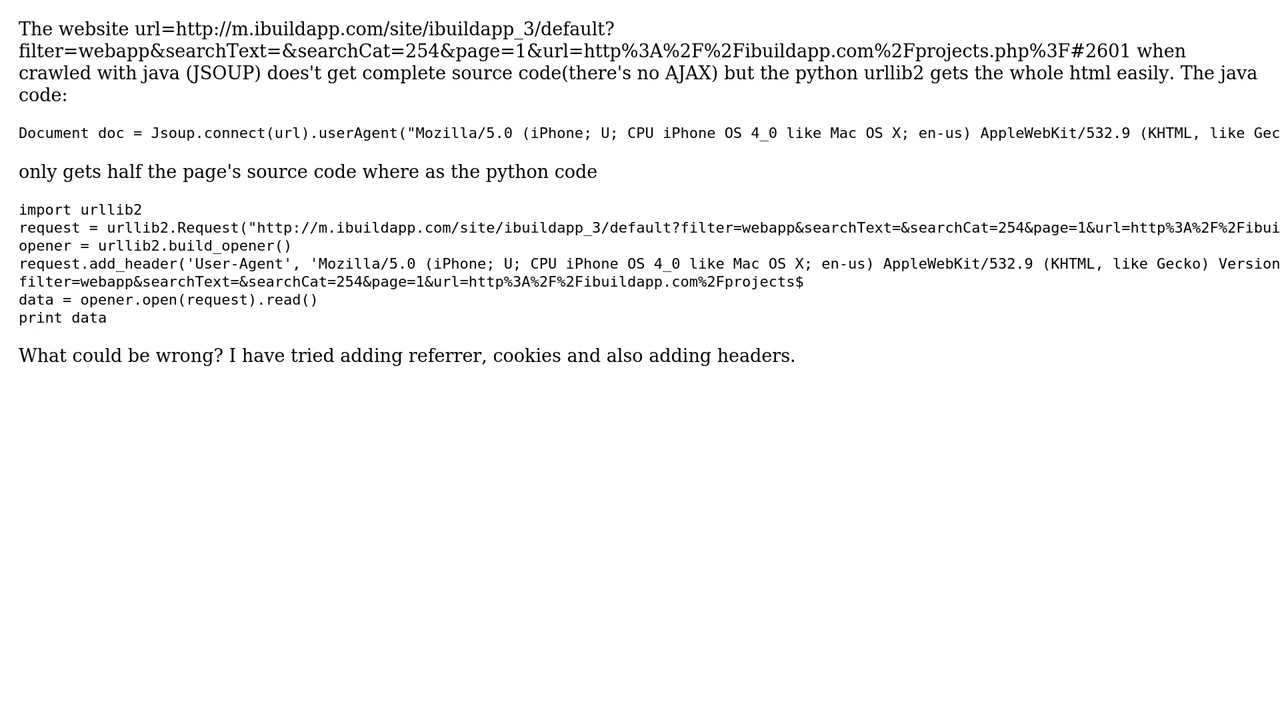 The website url=http://m.ibuildapp.com/site/ibuildapp_3/default?
filter=webapp&searchText=&searchCat=254&page=1&url=http%3A%2F%2Fibuildapp.com%2Fprojects.php%3F#2601 when
crawled with java (JSOUP) does't get complete source code(there's no AJAX) but the python urllib2 gets the whole html easily. The java
code:
Document doc = Jsoup.connect(url).userAgent("Mozilla/5.0 (iPhone; U; CPU iPhone OS 4_0 like Mac OS X; en-us) AppleWebKit/532.9 (KHTML, like Gec
only gets half the page's source code where as the python code
import urllib2
request = urllib2.Request("http://m.ibuildapp.com/site/ibuildapp_3/default?filter=webapp&searchText=&searchCat=254&page=1&url=http%3A%2F%2Fibui
opener = urllib2.build_opener()
request.add_header('User-Agent', 'Mozilla/5.0 (iPhone; U; CPU iPhone OS 4_0 like Mac OS X; en-us) AppleWebKit/532.9 (KHTML, like Gecko) Version
filter=webapp&searchText=&searchCat=254&page=1&url=http%3A%2F%2Fibuildapp.com%2Fprojects$
data = opener.open(request).read()
print data
What could be wrong? I have tried adding referrer, cookies and also adding headers.